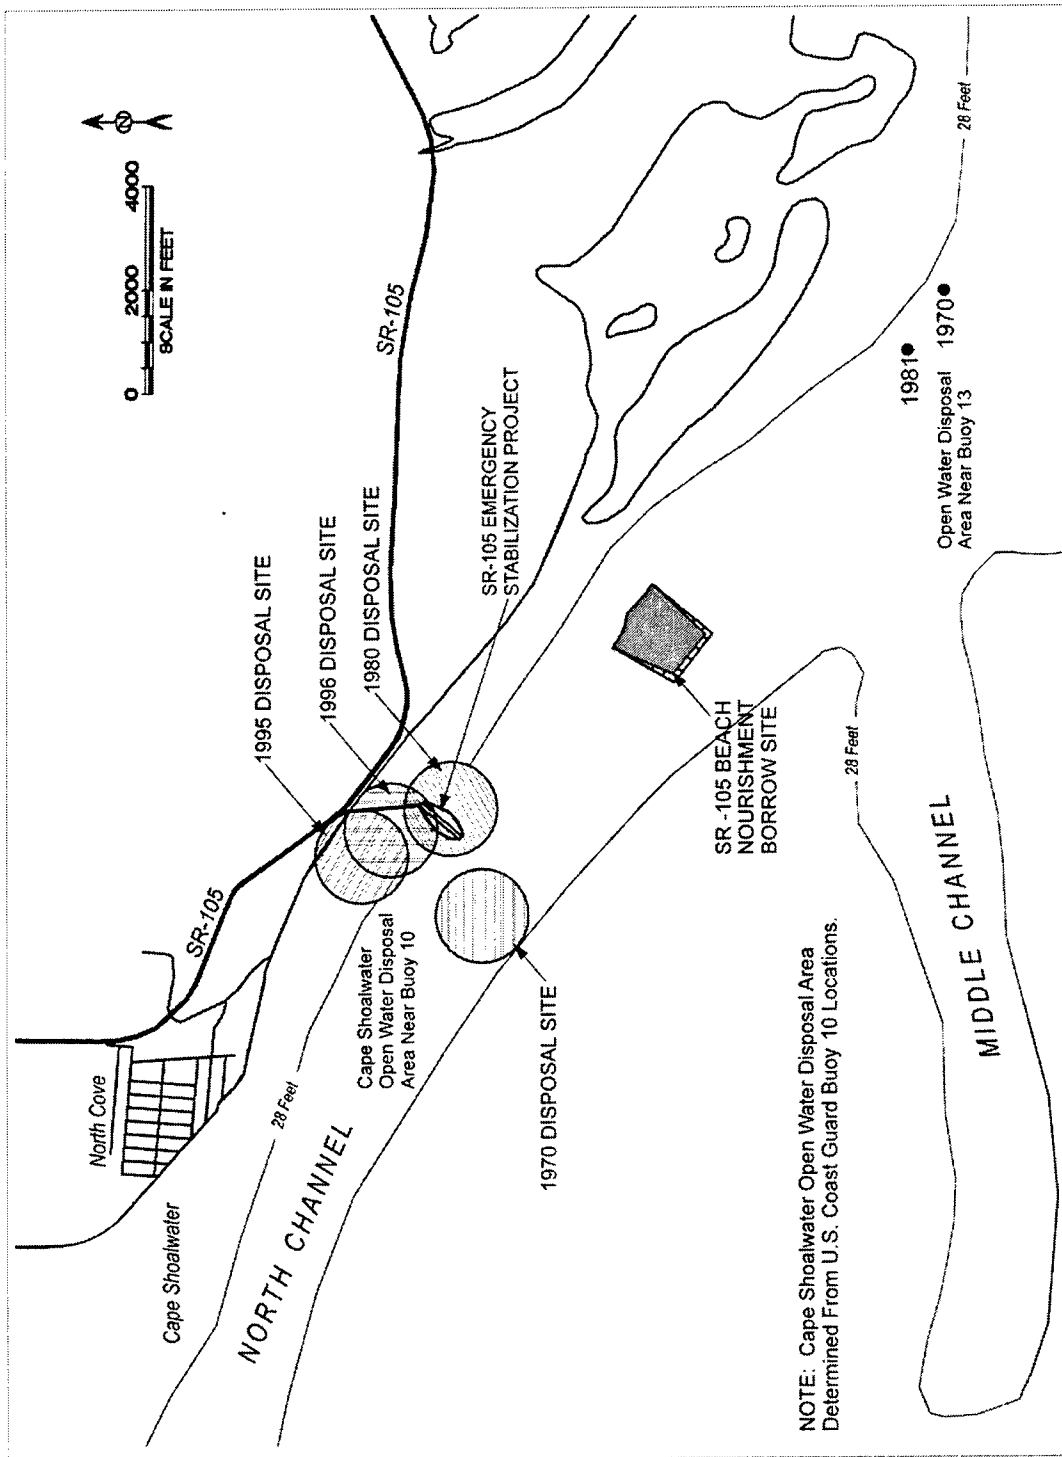 0
2000
4000
SCALE IN FEET
N
North Cove
Cape Shoalwater
SR-105
SR-105
1995 DISPOSAL SITE
1996 DISPOSAL SITE
1980 DISPOSAL SITE
SR-105 EMERGENCY
STABILIZATION PROJECT
28 Feet
NORTH CHANNEL
Cape Shoalwater
Open Water Disposal
Area Near Buoy 10
1970 DISPOSAL SITE
SR-105 BEACH
NOURISHMENT
BORROW SITE
28 Feet
28 Feet
1981
Open Water Disposal
Area Near Buoy 13
1970
MIDDLE CHANNEL
NOTE: Cape Shoalwater Open Water Disposal Area
Determined From U.S. Coast Guard Buoy 10 Locations.